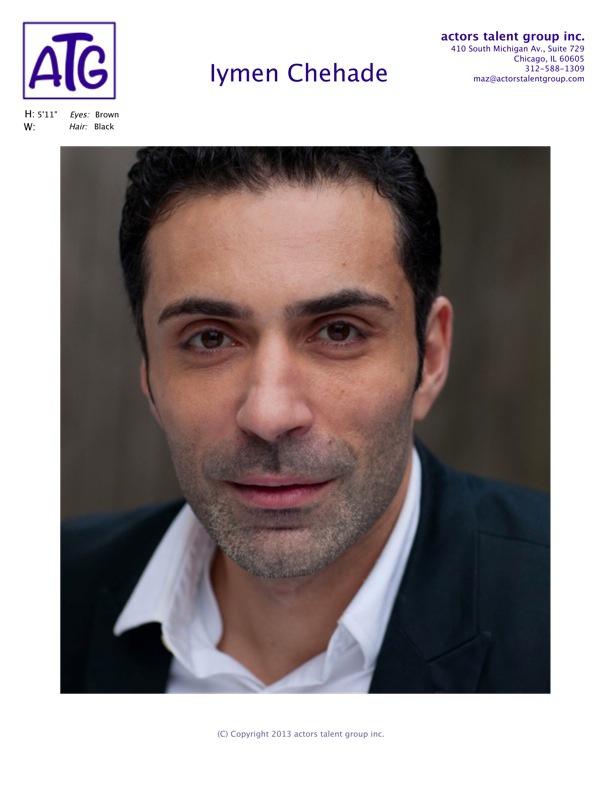 ATG
actors talent group inc.
410 South Michigan Av., Suite 729
Chicago, IL 60605
312-588-1309
maz@actorstalentgroup.com
Iymen Chehade
H: 5'11" Eyes: Brown
W: Hair: Black
(C) Copyright 2013 actors talent group inc.